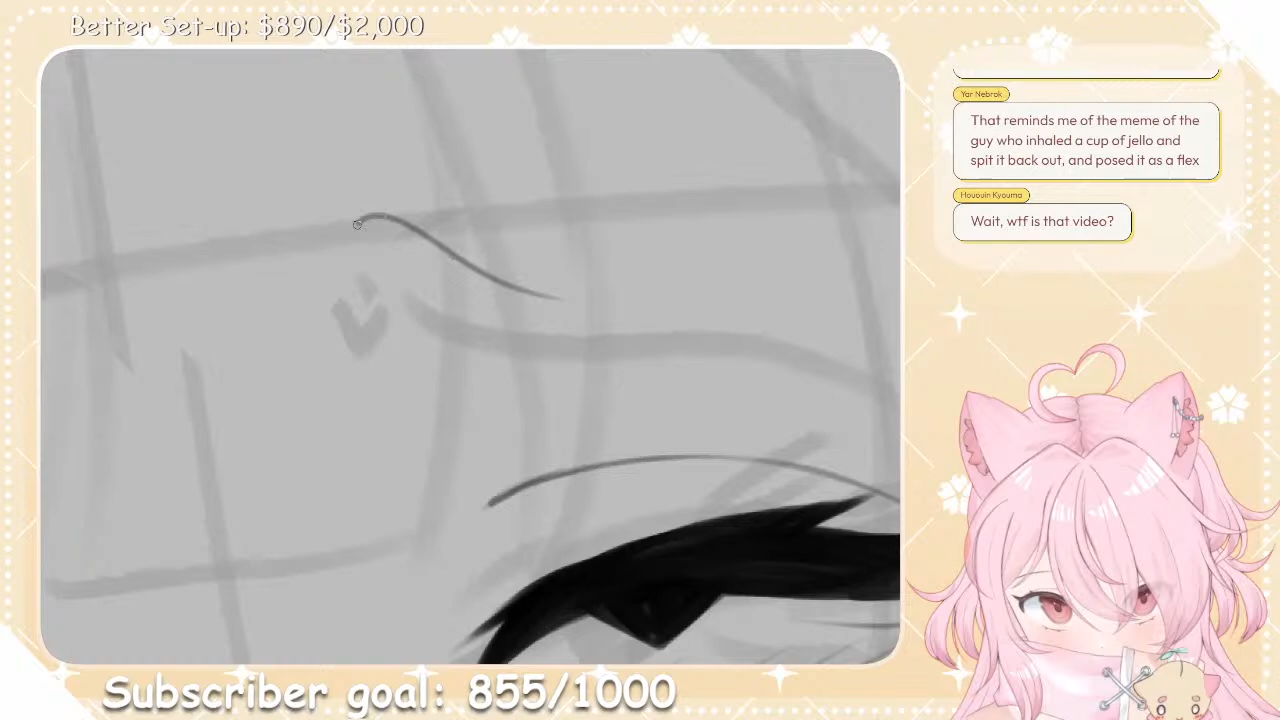 Better Set-up: $890/$2,000
Yar Nebrok
That reminds me of the meme of the
guy who inhaled a cup of jello and
spit it back out, and posed it as a flex
Hououin Kyouma
Wait, wtf is that video?
Subscriber goal: 855/1000